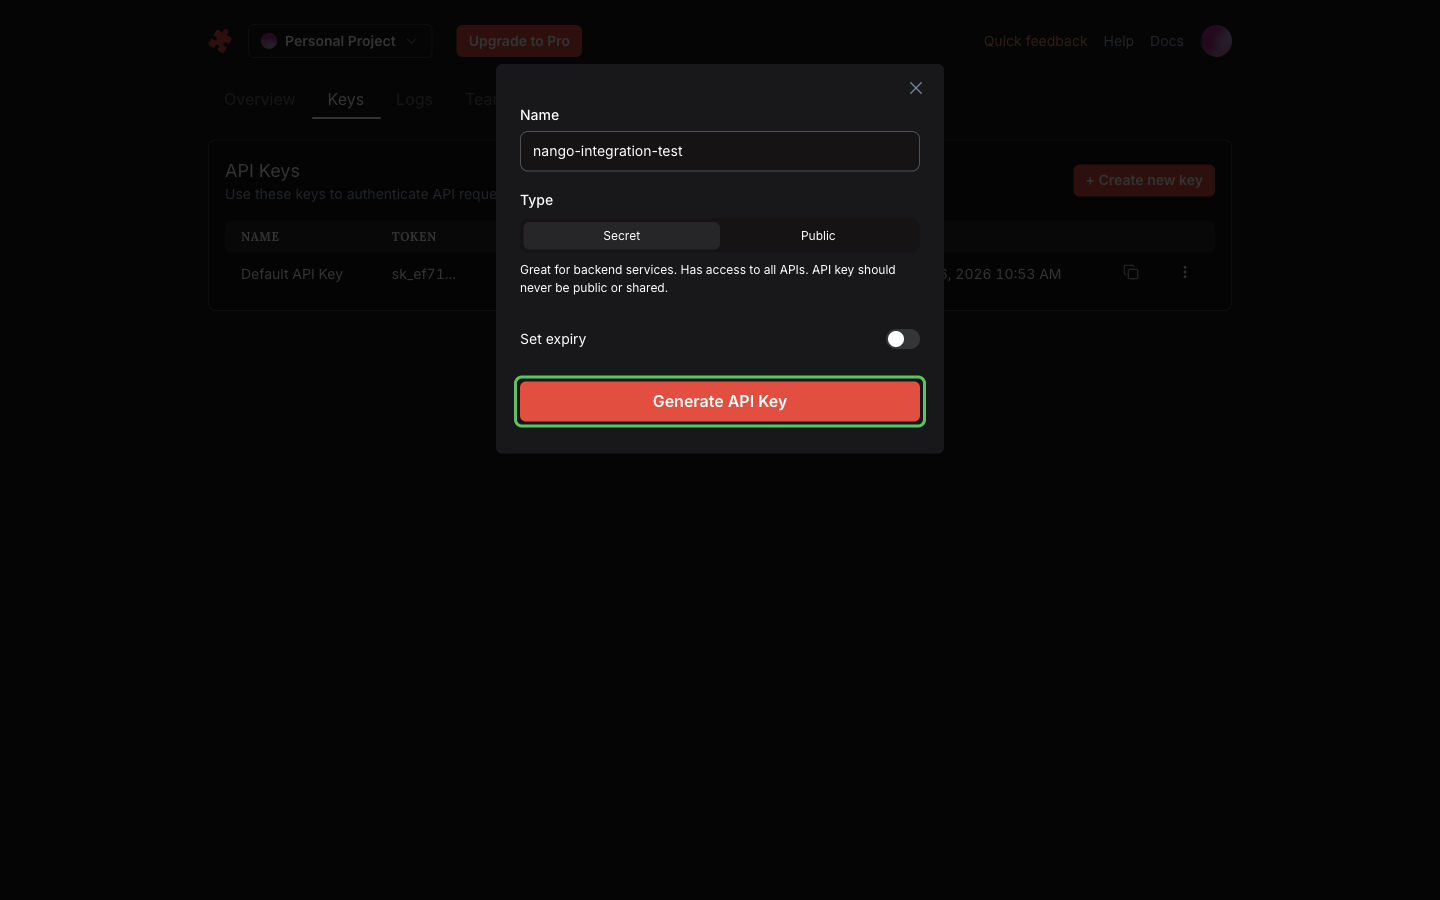 Personal Project
Upgrade to Pro
Quick feedback
Help
Docs
Overview
Keys
Logs
Name
nango-integration-test
API Keys
Use these keys to authenticate API
+ Create new key
Type
Secret
Public
NAME
TOKEN
Default API Key
sk_ef71...
, 2026 10:53 AM
Great for backend services. Has access to all APIs. API key should
never be public or shared.
Set expiry
Generate API Key